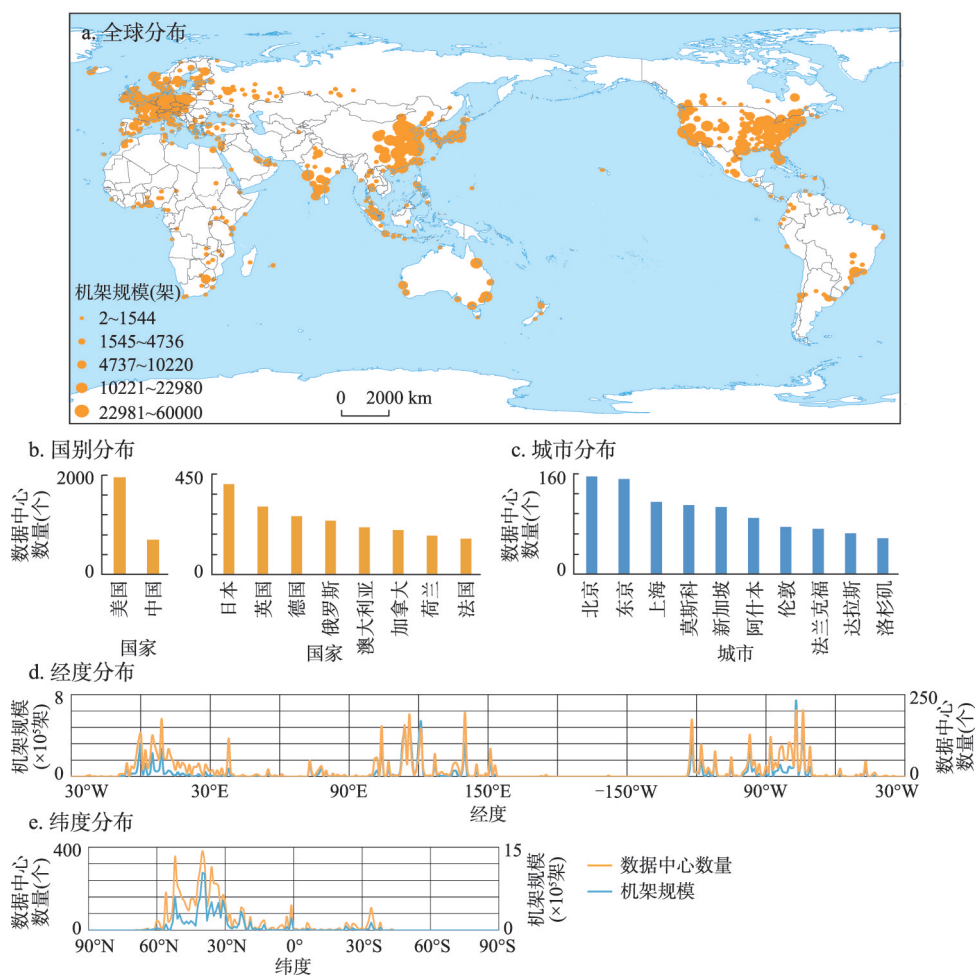 a. 全球分布
机架规模(架)
2~1544
1545~4736
4737~10220
10221~22980
22981~60000
0 2000 km
b. 国别分布
数据中心
数量(个)
2000
0
美国
中国
国家
450
0
日本
英国
德国
俄罗斯
澳大利亚
加拿大
荷兰
法国
国家
c. 城市分布
数据中心
数量(个)
160
0
北京
东京
上海
莫斯科
新加坡
阿什本
伦敦
法兰克福
达拉斯
洛杉矶
城市
d. 经度分布
机架规模
(×10⁵架)
8
0
250
0
数据中心
数量(个)
30°W 30°E 90°E 150°E −150°W 90°W 30°W
经度
e. 纬度分布
数据中心
数量(个)
400
0
15
0
机架规模
(×10⁵架)
90°N 60°N 30°N 0° 30°S 60°S 90°S
纬度
数据中心数量
机架规模